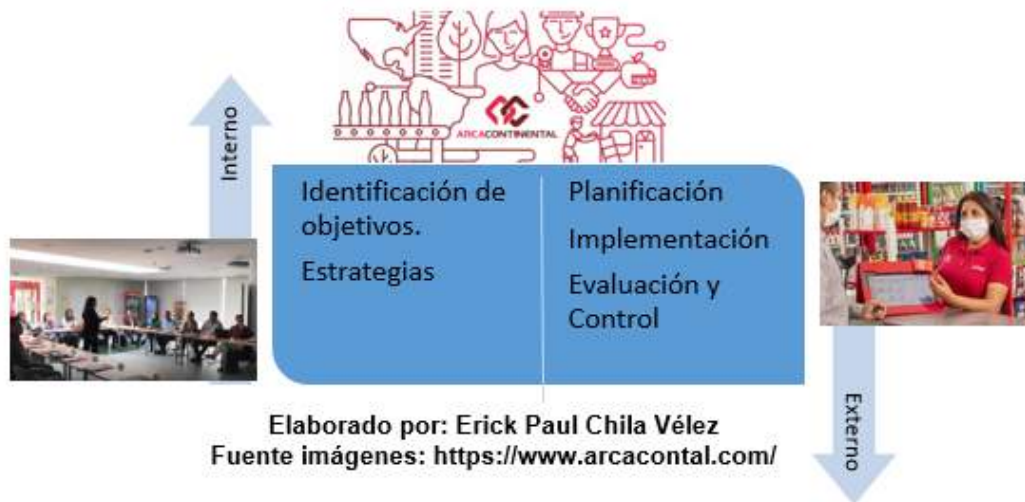 ARCACONTINENTAL
Interno
Identificación de
objetivos.
Estrategias
Planificación
Implementación
Evaluación y
Control
Externo
Elaborado por: Erick Paul Chila Vélez
Fuente imágenes: https://www.arcacontal.com/